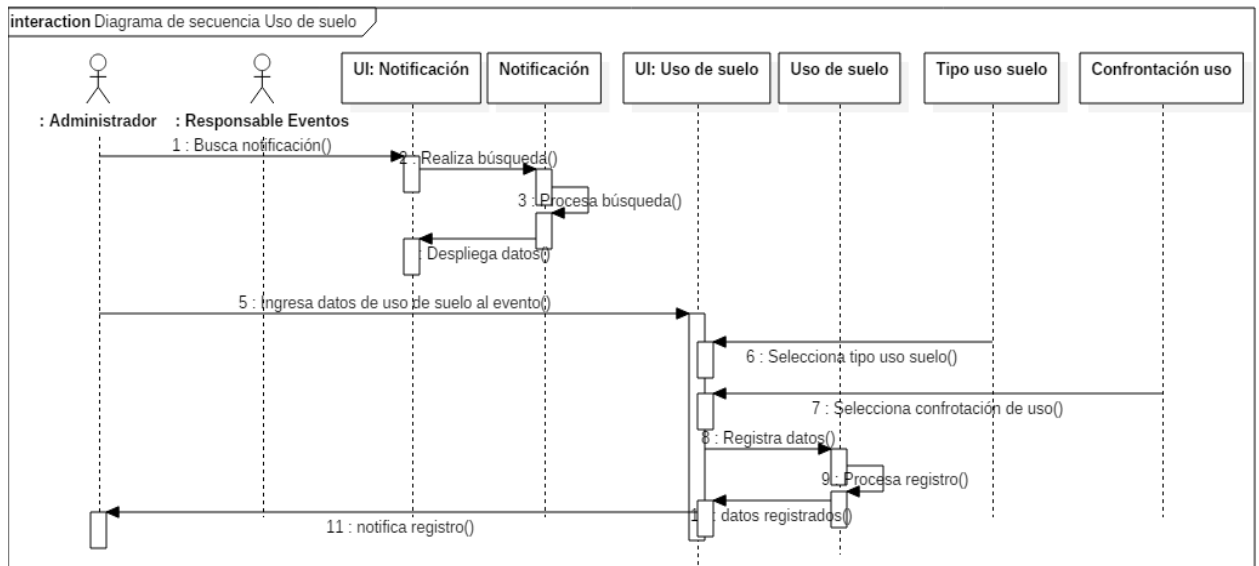 interaction Diagrama de secuencia Uso de suelo
UI: Notificación
Notificación
UI: Uso de suelo
Uso de suelo
Tipo uso suelo
Confrontación uso
: Administrador
: Responsable Eventos
1 : Busca notificación()
2 : Realiza búsqueda()
3 : Procesa búsqueda()
: Despliega datos()
5 : Ingresa datos de uso de suelo al evento()
6 : Selecciona tipo uso suelo()
7 : Selecciona confrotación de uso()
8 : Registra datos()
9 : Procesa registro()
: datos registrados()
11 : notifica registro()